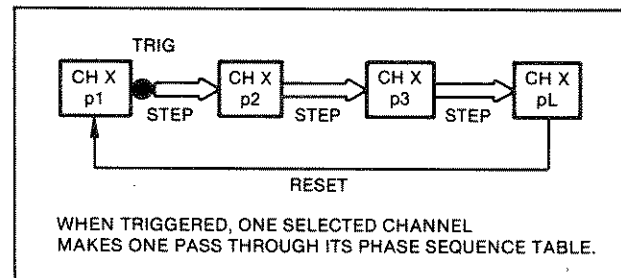 TRIG
CH X
p1
CH X
p2
CH X
p3
CH X
pL
STEP
STEP
STEP
RESET
WHEN TRIGGERED, ONE SELECTED CHANNEL
MAKES ONE PASS THROUGH ITS PHASE SEQUENCE TABLE.